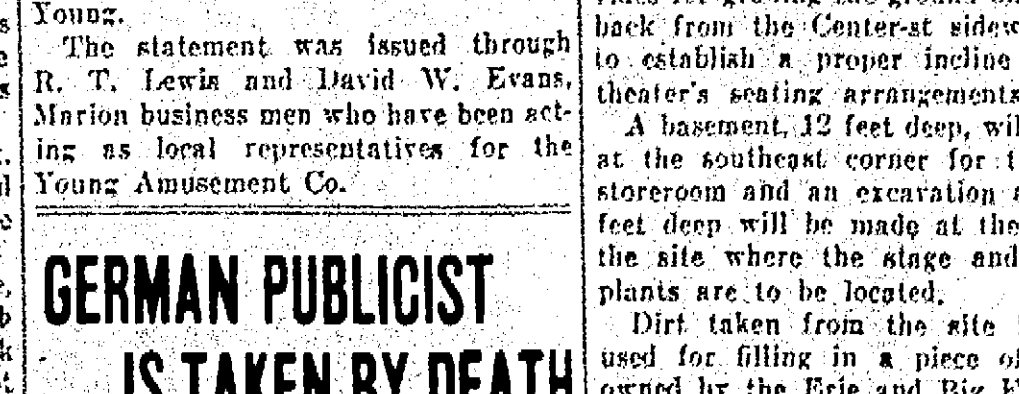 Young.
The statement was issued through
R. T. Lewis and David W. Evans,
Marion business men who have been act-
ing as local representatives for the
Young Amusement Co.
GERMAN PUBLICIST
IS TAKEN BY DEATH
back from the Center-st
to establish a proper incline
theater's seating arrangements
A basement, 12 feet deep,
at the southeast corner for
storeroom and an excavation
feet deep will be made at the
the site where the stage and
plants are to be located.
Dirt taken from the site
used for filling in a piece of
owned by the Erie and Big